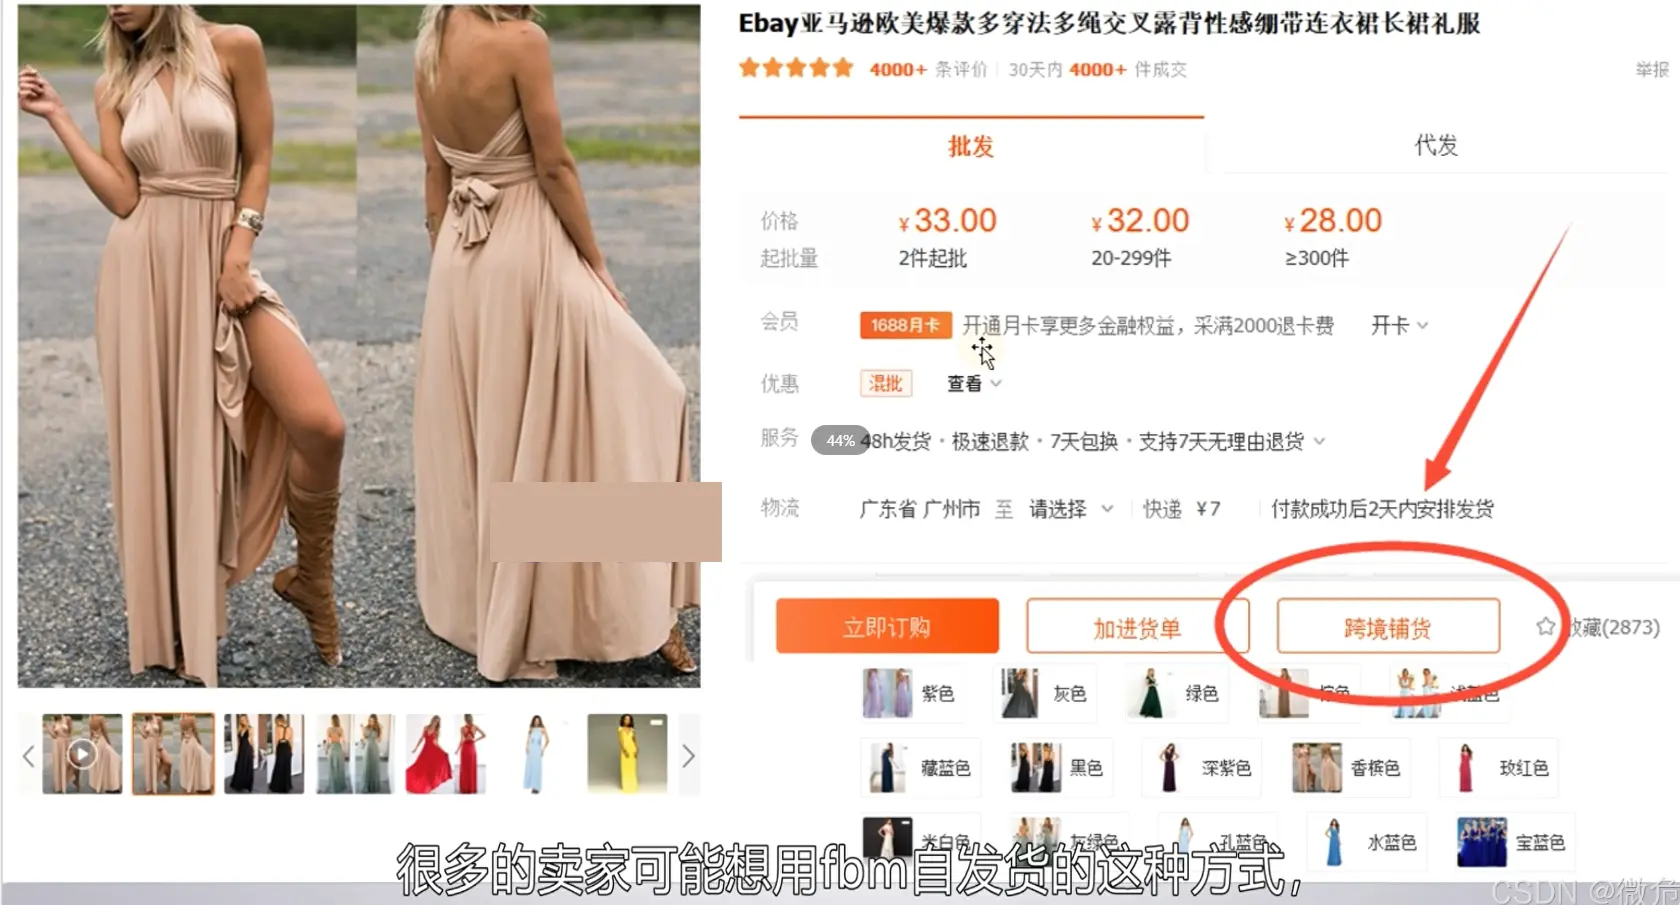 Ebay亚马逊欧美爆款多穿法多绳交叉露背性感绷带连衣裙长裙礼服
4000+ 条评价 30天内 4000+ 件成交
举报
批发
代发
价格 ¥33.00 ¥32.00 ¥28.00
起批量 2件起批 20-299件 ≥300件
会员 1688月卡 开通月卡享更多金融权益，采满2000退卡费 开卡
优惠 混批 查看
服务 44% 48h发货 · 极速退款 · 7天包换 · 支持7天无理由退货
物流 广东省 广州市 至 请选择 快递 ¥7 付款成功后2天内安排发货
立即订购 加进货单 跨境铺货 收藏(2873)
紫色 灰色 绿色 棕色 浅蓝色
藏蓝色 黑色 深紫色 香槟色 玫红色
米白色 灰绿色 孔蓝色 水蓝色 宝蓝色
很多的卖家可能想用fbm自发货的这种方式，
CSDN @微危